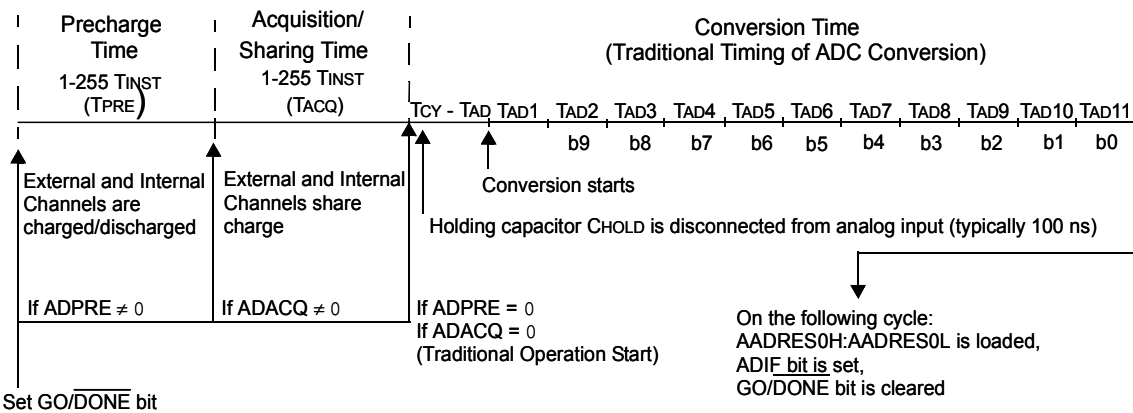 Precharge
Time
1-255 TINST
(TPRE)
Acquisition/
Sharing Time
1-255 TINST
(TACQ)
Conversion Time
(Traditional Timing of ADC Conversion)
TCY - TAD TAD1 TAD2 TAD3 TAD4 TAD5 TAD6 TAD7 TAD8 TAD9 TAD10 TAD11
b9 b8 b7 b6 b5 b4 b3 b2 b1 b0
External and Internal
Channels are
charged/discharged
External and Internal
Channels share
charge
Conversion starts
Holding capacitor CHOLD is disconnected from analog input (typically 100 ns)
If ADPRE ≠ 0
If ADACQ ≠ 0
If ADPRE = 0
If ADACQ = 0
(Traditional Operation Start)
On the following cycle:
AADRES0H:AADRES0L is loaded,
ADIF bit is set,
GO/D̅O̅N̅E̅ bit is cleared
Set GO/D̅O̅N̅E̅ bit